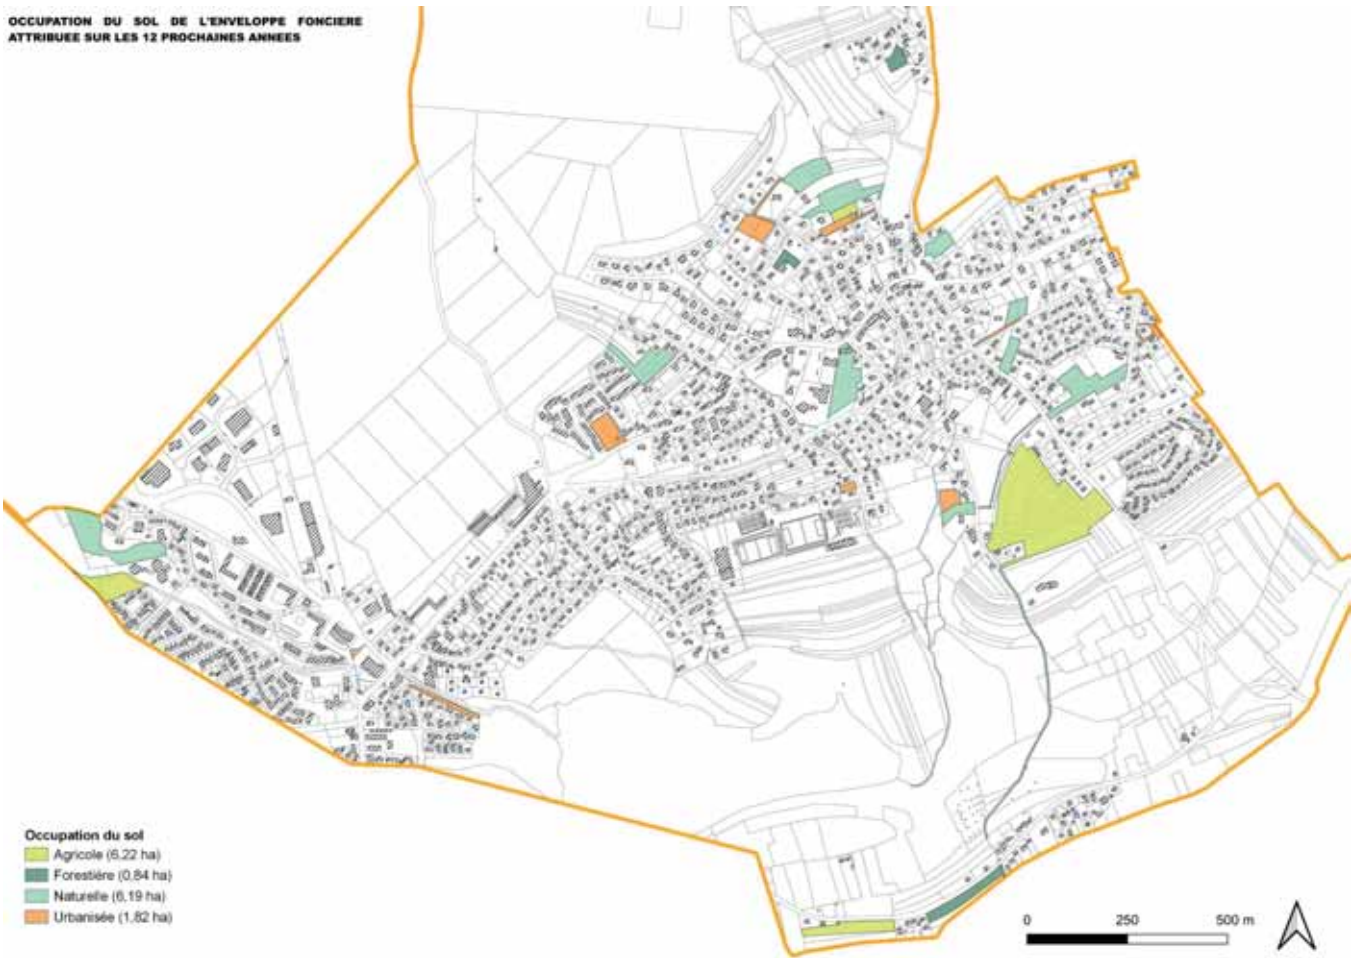 OCCUPATION DU SOL DE L'ENVELOPPE FONCIERE
ATTRIBUEE SUR LES 12 PROCHAINES ANNEES
Occupation du sol
Agricole (6,22 ha)
Forestière (0,84 ha)
Naturelle (6,19 ha)
Urbanisée (1,82 ha)
0 250 500 m